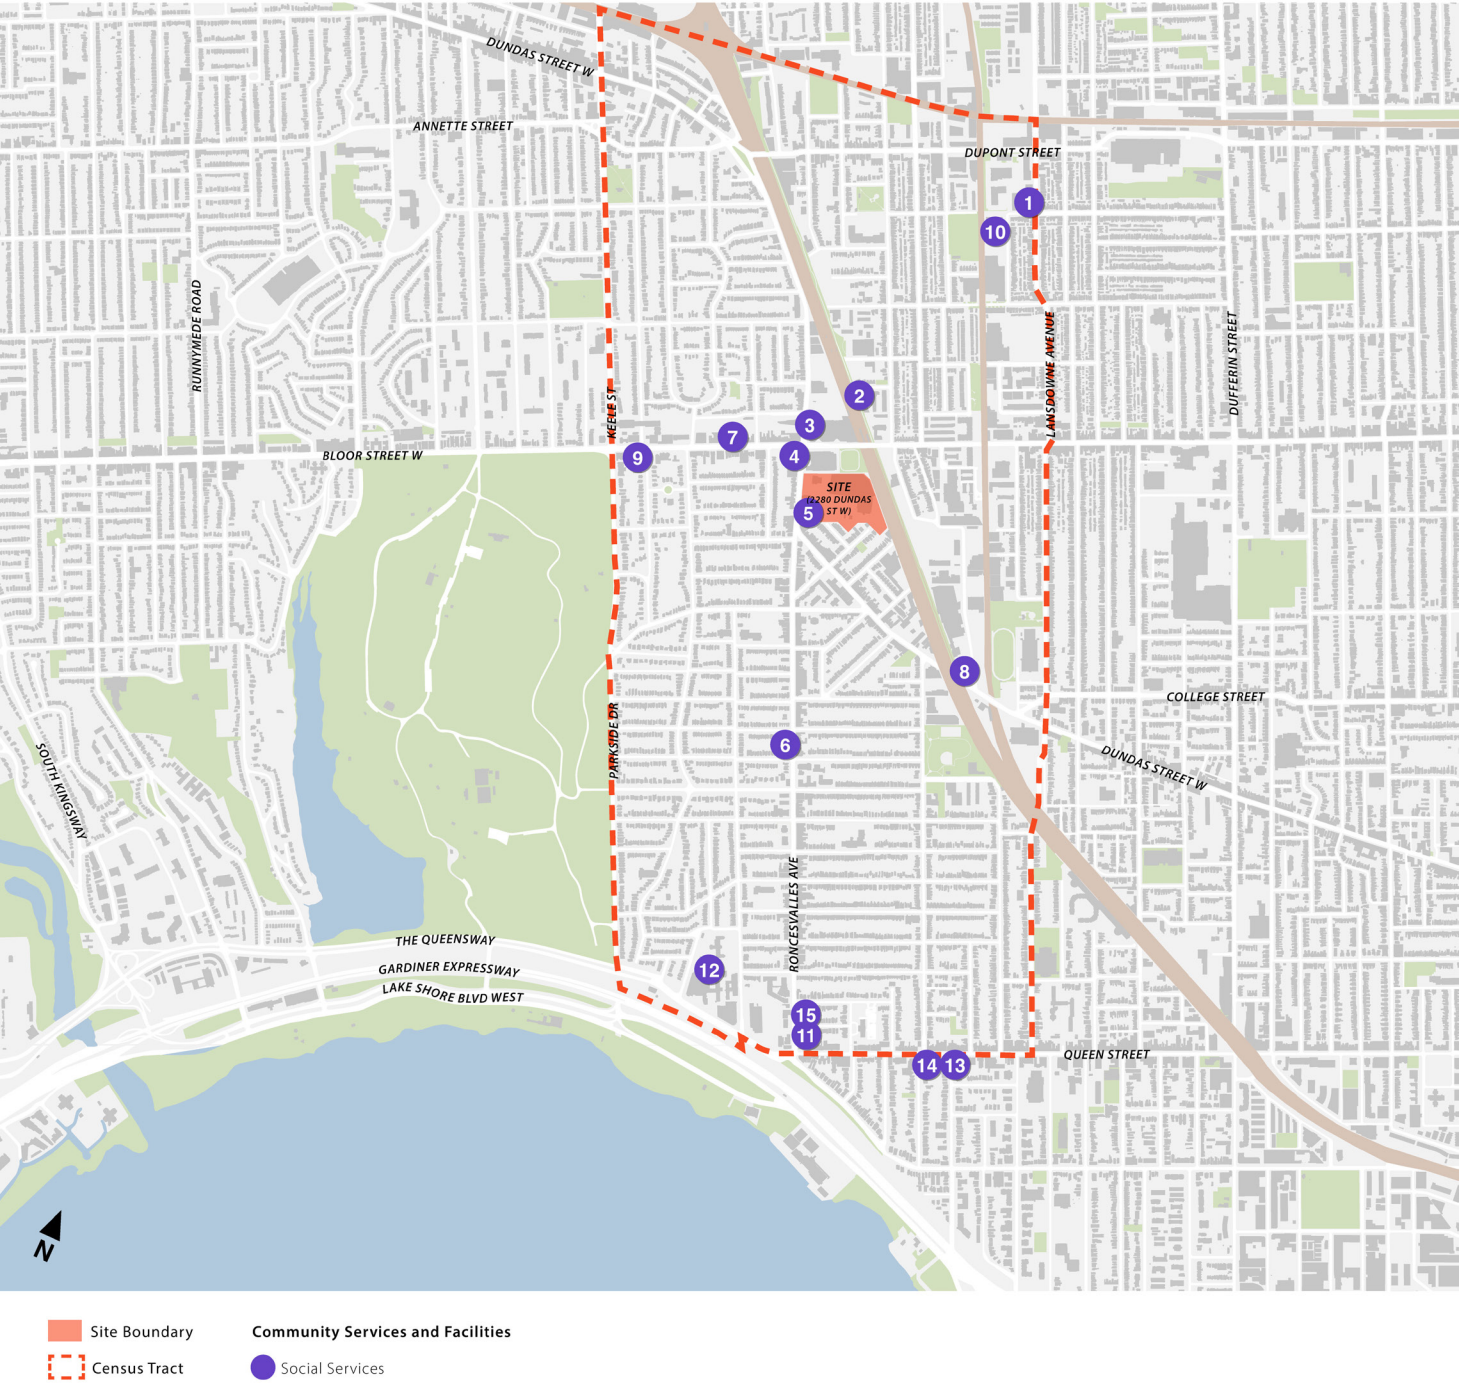 DUNDAS STREET W
ANNETTE STREET
DUPONT STREET
1
10
RUNNYMEDE ROAD
LANSDOWNE AVENUE
DUFFERIN STREET
KEELE ST
2
3
7
4
9
BLOOR STREET W
SITE
(2280 DUNDAS
ST W)
5
8
COLLEGE STREET
PARKSIDE DR
6
SOUTH KINGSWAY
DUNDAS STREET W
RONCESVALLES AVE
THE QUEENSWAY
GARDINER EXPRESSWAY
LAKE SHORE BLVD WEST
12
15
11
14
13
QUEEN STREET
N
Site Boundary
Community Services and Facilities
Census Tract
Social Services